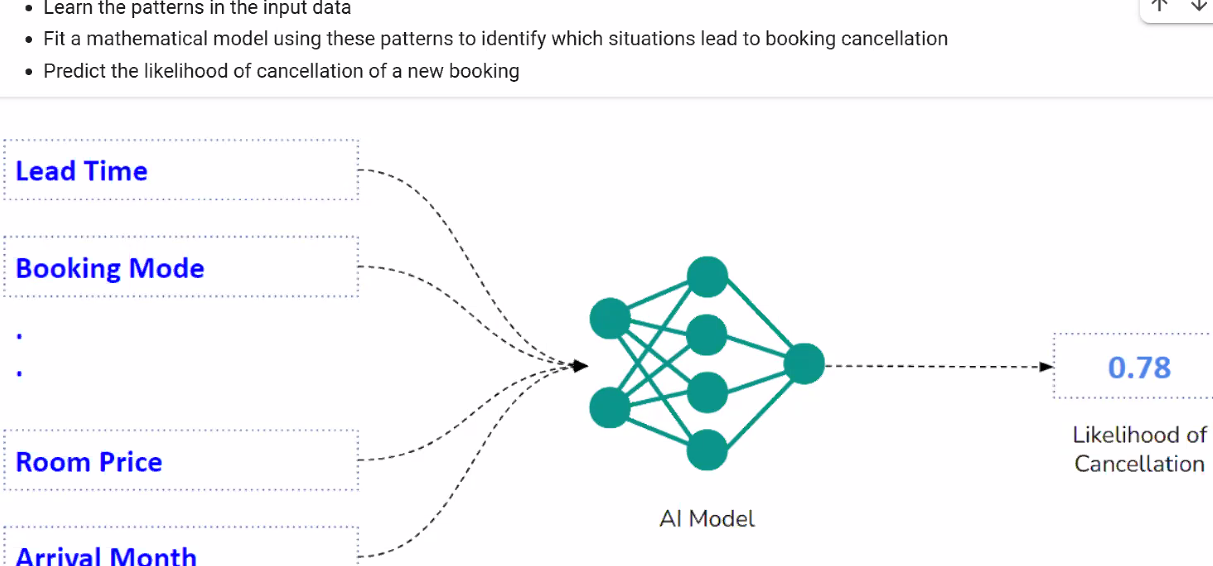 Learn the patterns in the input data
Fit a mathematical model using these patterns to identify which situations lead to booking cancellation
Predict the likelihood of cancellation of a new booking
Lead Time
Booking Mode
.
.
Room Price
Arrival Month
AI Model
0.78
Likelihood of
Cancellation